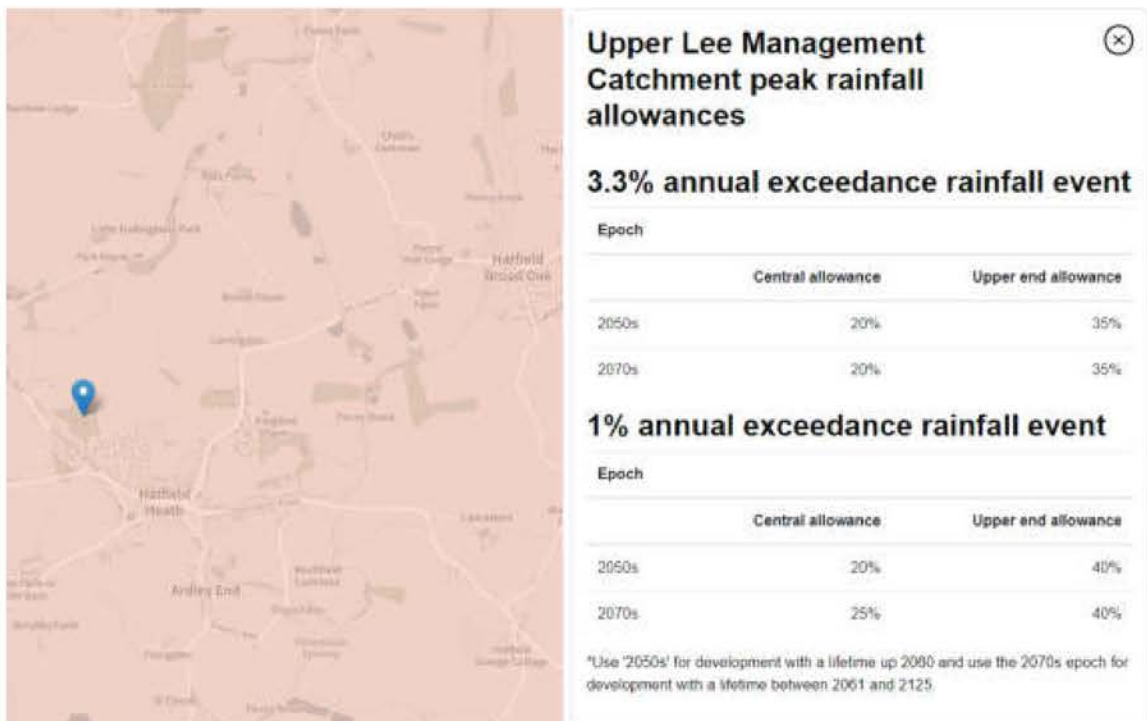 Hatfield
Broad Oak
Hatfield
Heath
Ardley End
Upper Lee Management
Catchment peak rainfall
allowances
3.3% annual exceedance rainfall event
Epoch
Central allowance Upper end allowance
2050s 20% 35%
2070s 20% 35%
1% annual exceedance rainfall event
Epoch
Central allowance Upper end allowance
2050s 20% 40%
2070s 25% 40%
*Use '2050s' for development with a lifetime up 2060 and use the 2070s epoch for
development with a lifetime between 2061 and 2125.